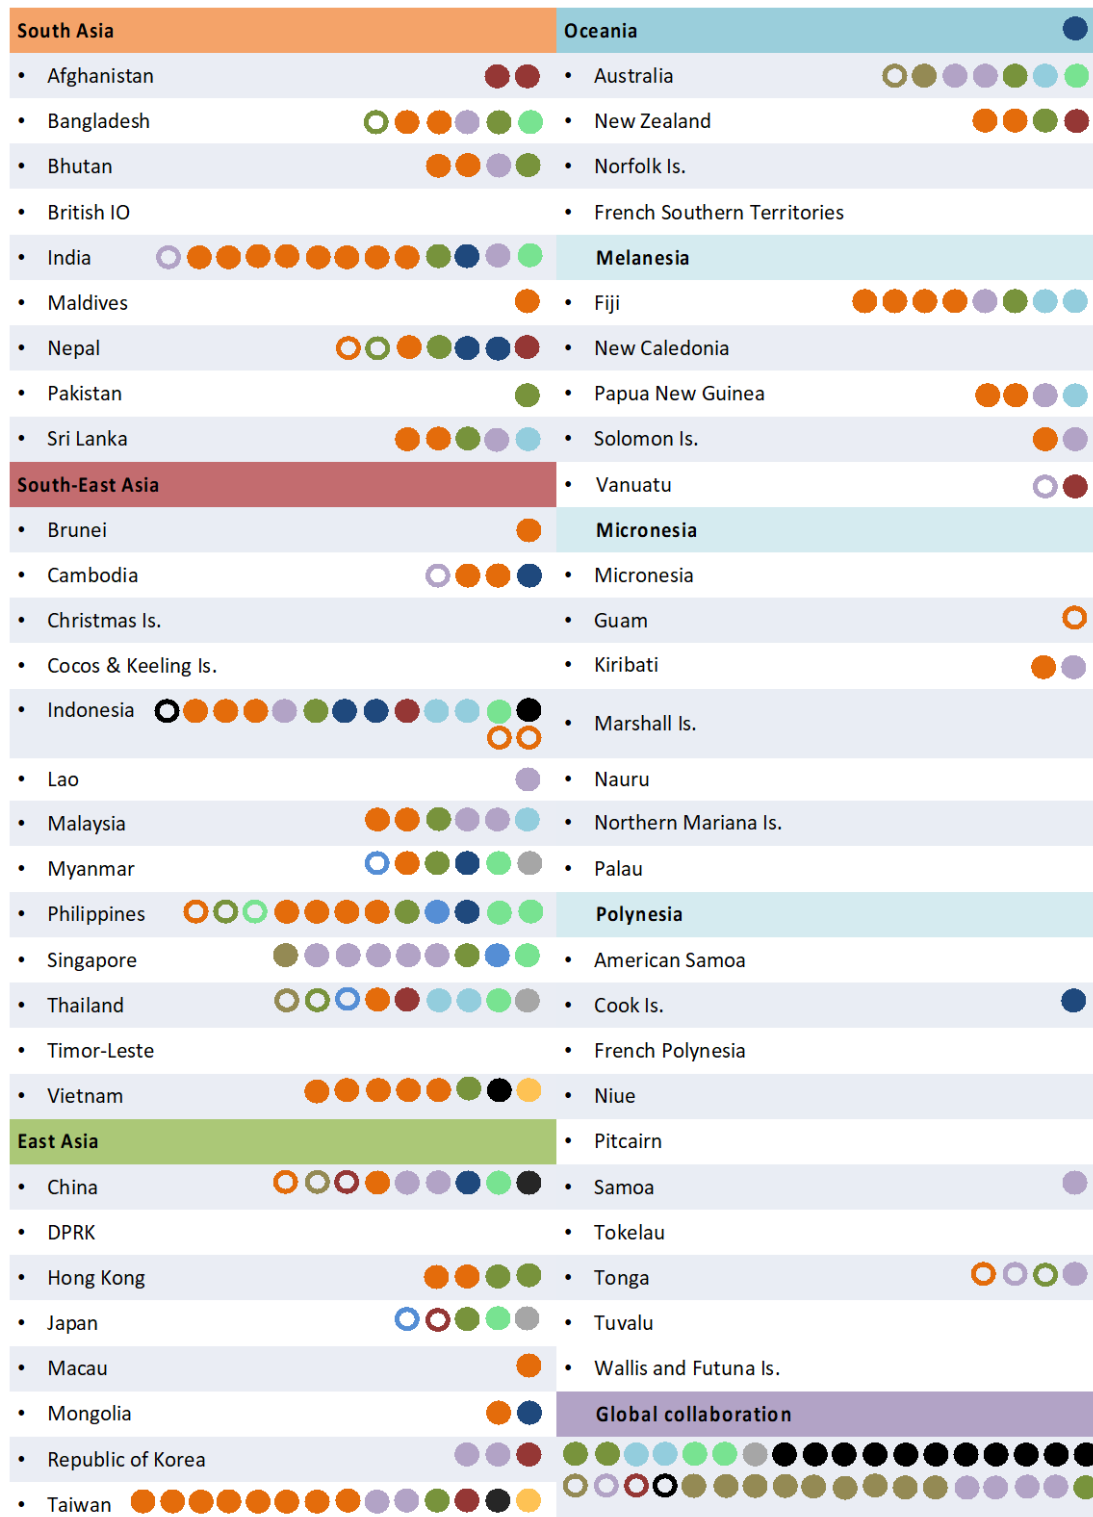 South Asia
• Afghanistan
• Bangladesh
• Bhutan
• British IO
• India
• Maldives
• Nepal
• Pakistan
• Sri Lanka
South-East Asia
• Brunei
• Cambodia
• Christmas Is.
• Cocos & Keeling Is.
• Indonesia
• Lao
• Malaysia
• Myanmar
• Philippines
• Singapore
• Thailand
• Timor-Leste
• Vietnam
East Asia
• China
• DPRK
• Hong Kong
• Japan
• Macau
• Mongolia
• Republic of Korea
• Taiwan
Oceania
• Australia
• New Zealand
• Norfolk Is.
• French Southern Territories
Melanesia
• Fiji
• New Caledonia
• Papua New Guinea
• Solomon Is.
• Vanuatu
Micronesia
• Micronesia
• Guam
• Kiribati
• Marshall Is.
• Nauru
• Northern Mariana Is.
• Palau
Polynesia
• American Samoa
• Cook Is.
• French Polynesia
• Niue
• Pitcairn
• Samoa
• Tokelau
• Tonga
• Tuvalu
• Wallis and Futuna Is.
Global collaboration